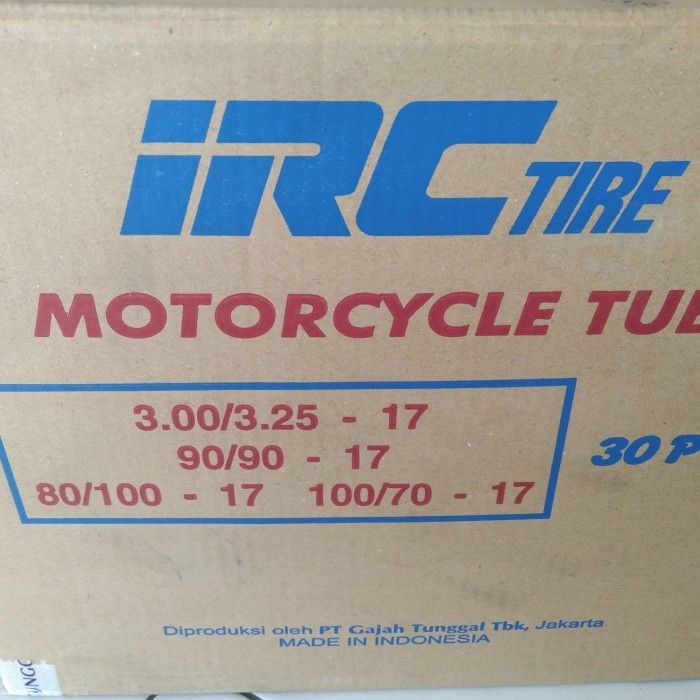 IRC TIRE
MOTORCYCLE
3.00/3.25 - 17
90/90 - 17
80/100 - 17 100/70 - 17
30
Diproduksi oleh PT Gajah Tunggal Tbk, Jakarta
MADE IN INDONESIA